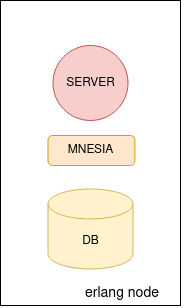 SERVER
MNESIA
DB
erlang node